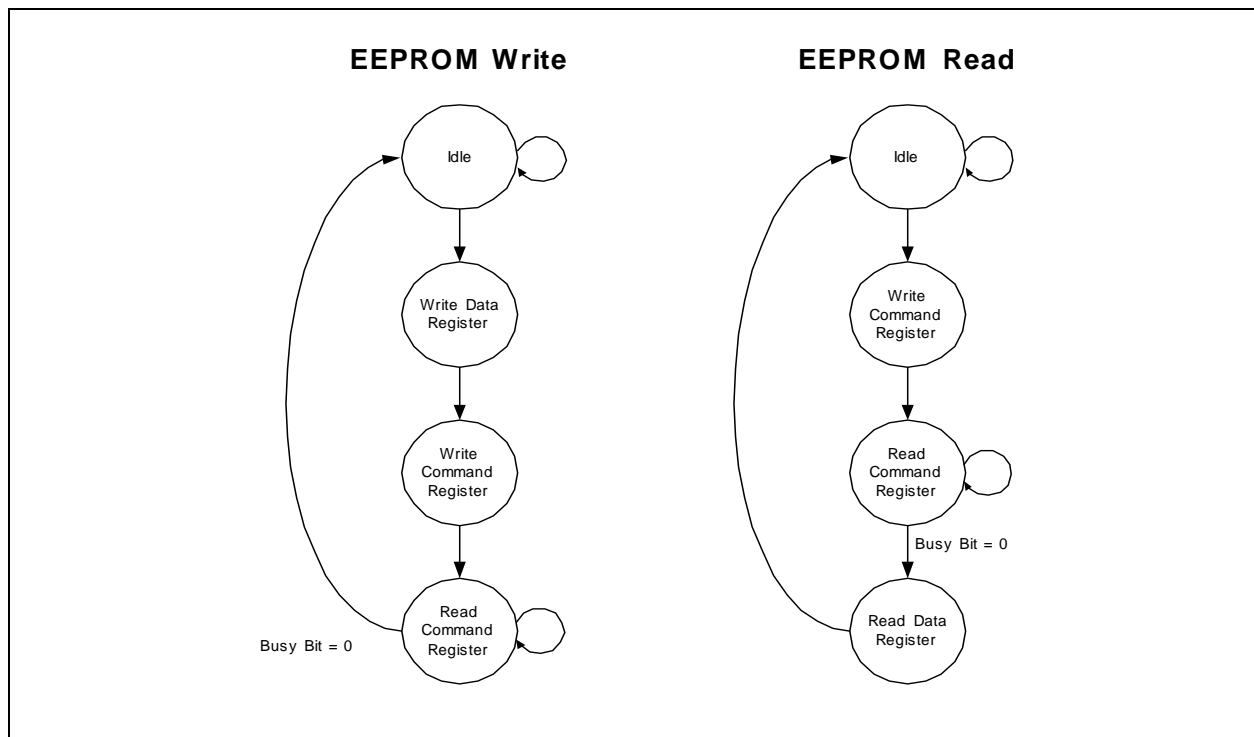 EEPROM Write
Idle
Write Data
Register
Write
Command
Register
Read
Command
Register
Busy Bit = 0
EEPROM Read
Idle
Write
Command
Register
Read
Command
Register
Busy Bit = 0
Read Data
Register